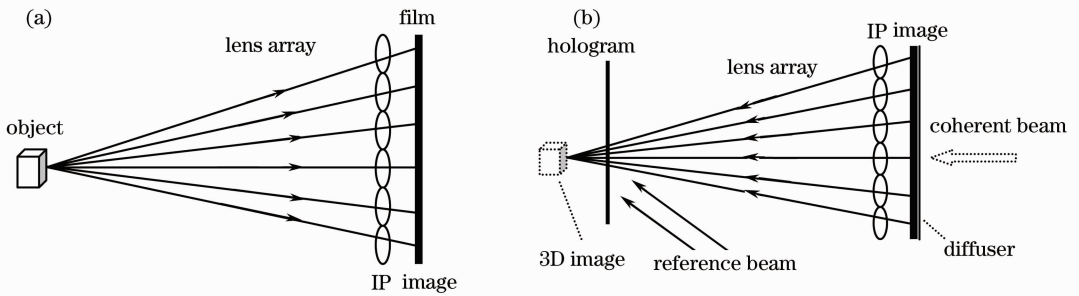 (a)
film
lens array
object
IP image
(b)
IP image
hologram
lens array
coherent beam
3D image
reference beam
diffuser